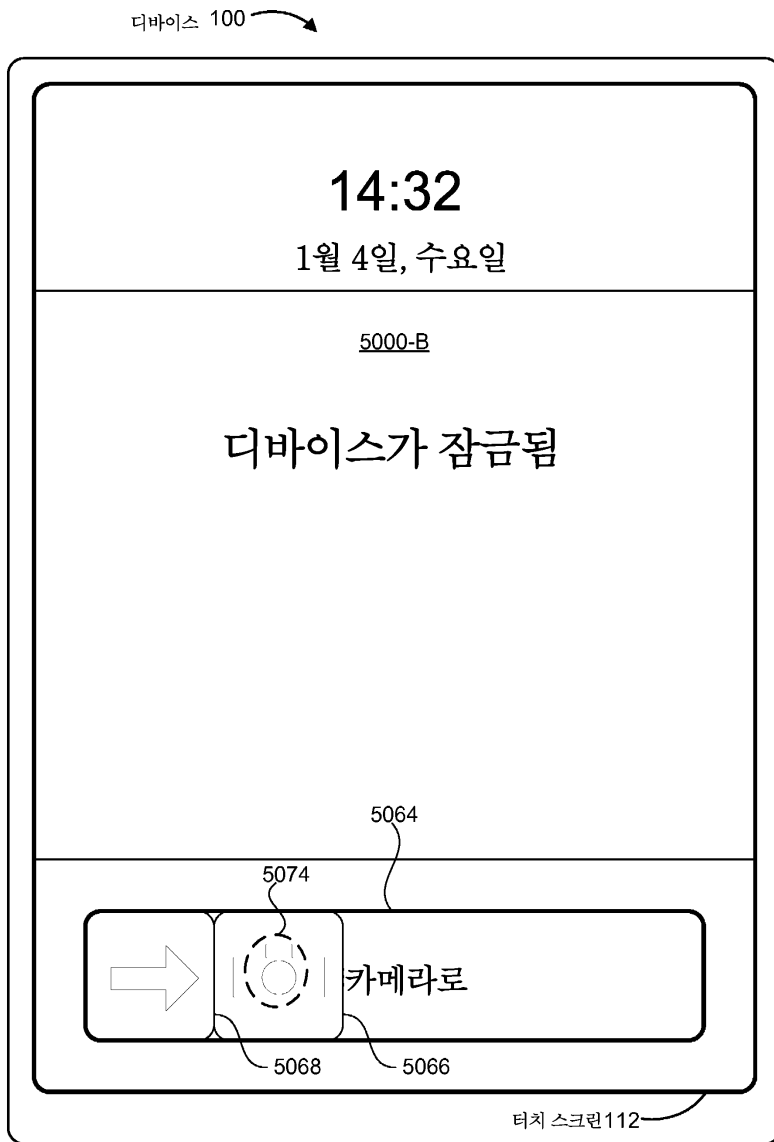 디바이스 100
14:32
1월 4일, 수요일
5000-B
디바이스가 잠금됨
5064
5074
카메라로
5068
5066
터치 스크린112